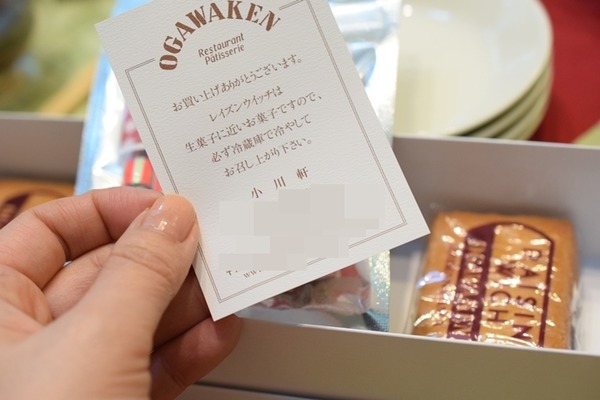 OGAWAKEN
Restaurant
Pâtisserie
お買い上げありがとうございます。
レイズンウイッチは
生菓子に近いお菓子ですので、
必ず冷蔵庫で冷やして
お召し上がり下さい。
小川軒
RAISIN